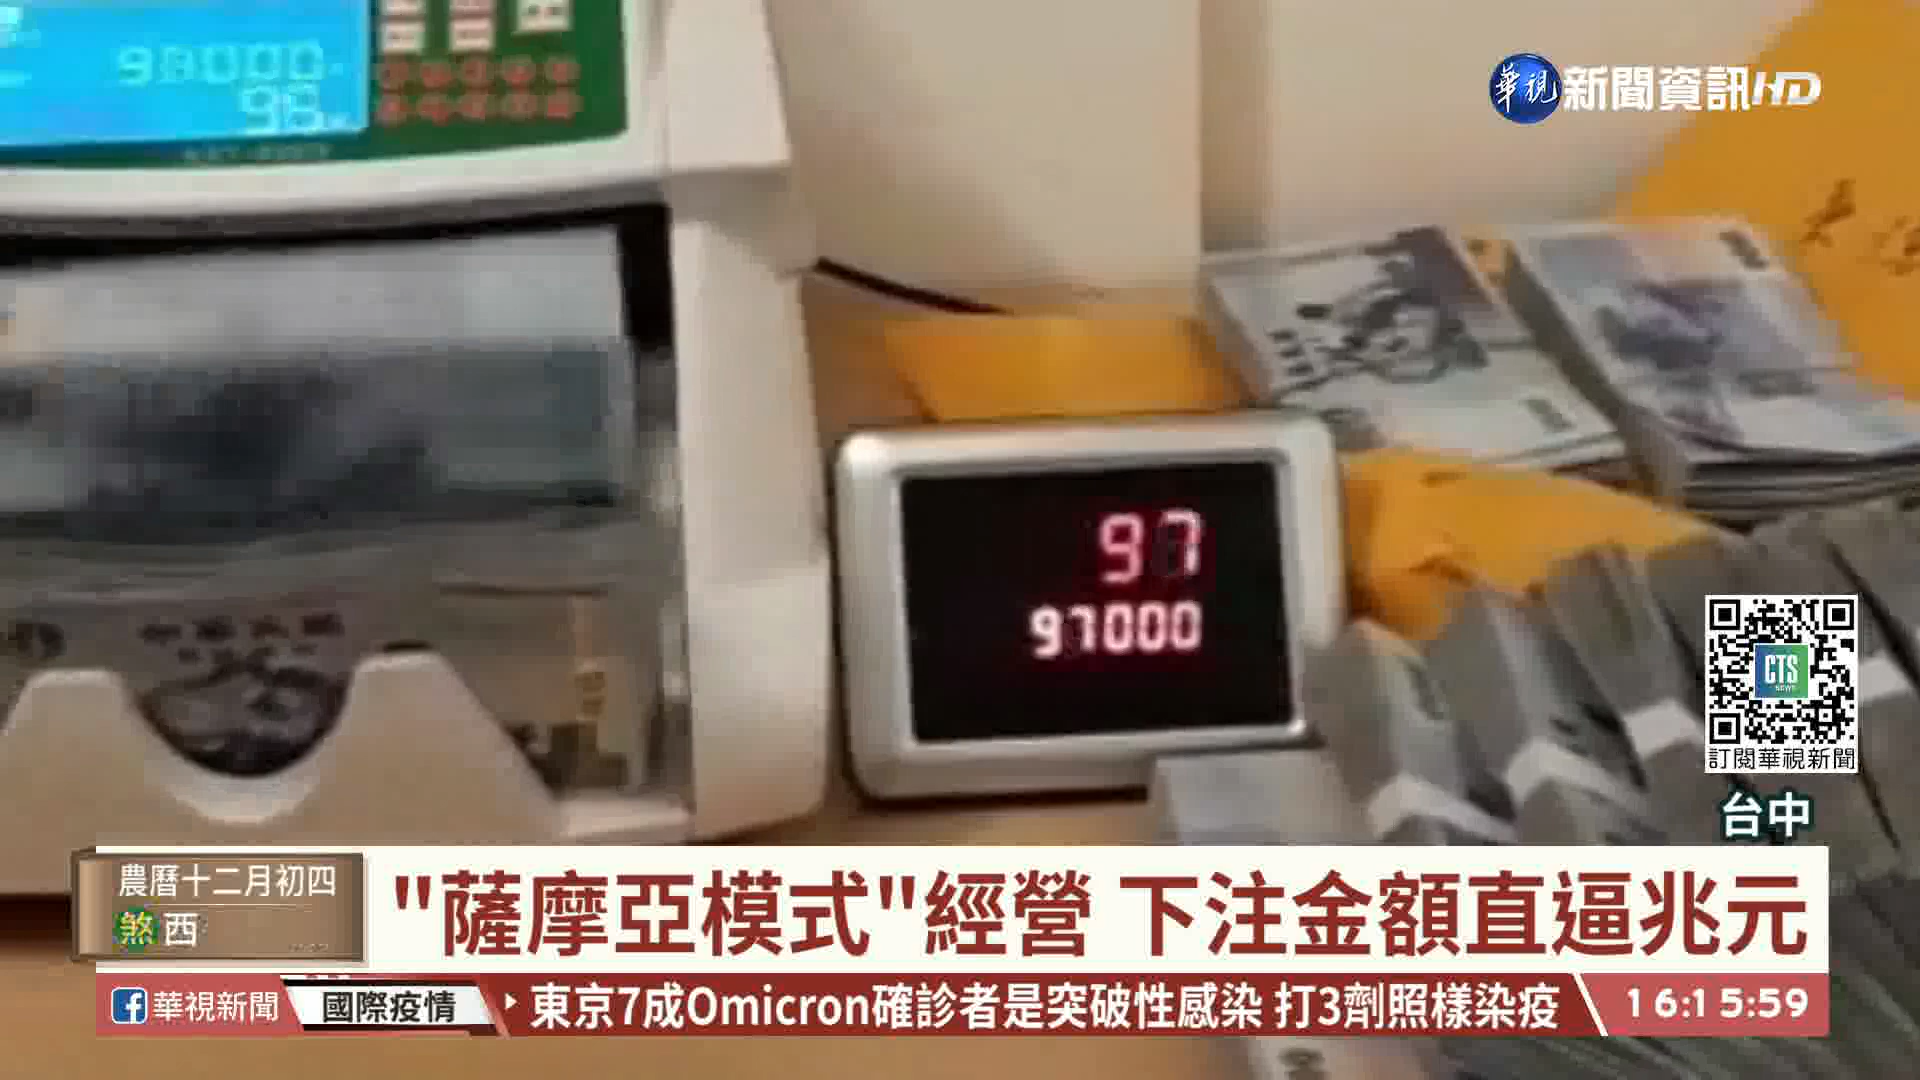 98000
98
華視新聞資訊HD
97
97000
CTS
NEWS
訂閱華視新聞
台中
農曆十二月初四
煞西
"薩摩亞模式"經營 下注金額直逼兆元
華視新聞
國際疫情
東京7成Omicron確診者是突破性感染 打3劑照樣染疫
16:15:59